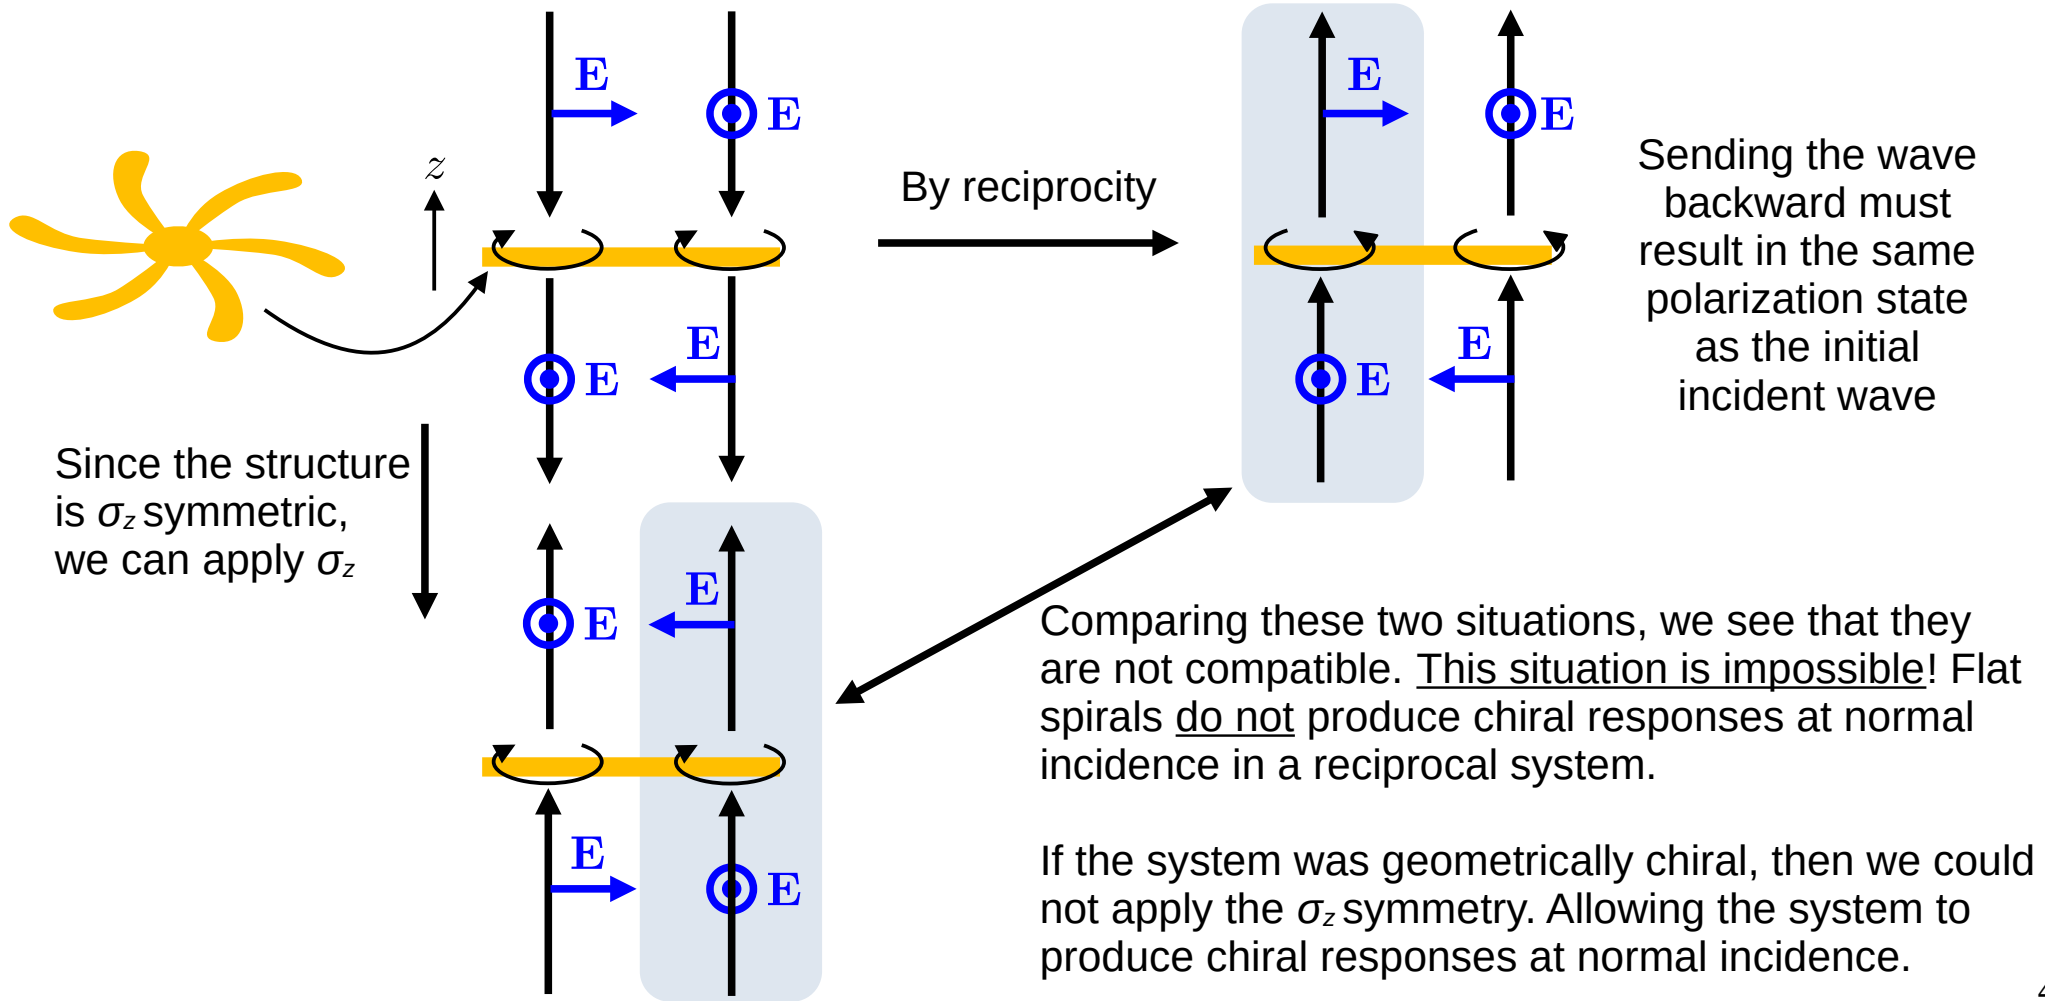 E
E
E
E
z
By reciprocity
Sending the wave
backward must
result in the same
polarization state
as the initial
incident wave
E
E
E
E
Since the structure
is σz symmetric,
we can apply σz
E
E
E
E
Comparing these two situations, we see that they
are not compatible. This situation is impossible! Flat
spirals do not produce chiral responses at normal
incidence in a reciprocal system.
If the system was geometrically chiral, then we could
not apply the σz symmetry. Allowing the system to
produce chiral responses at normal incidence.